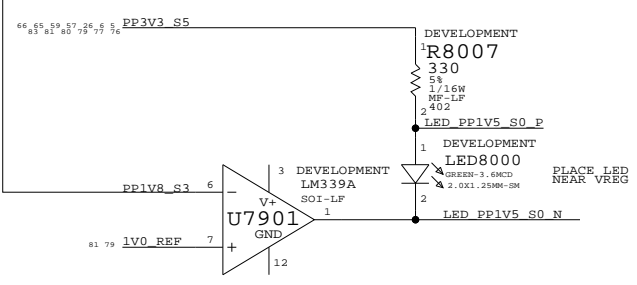 66 65 59 57 26 6 5
83 81 80 79 77 76
PP3V3_S5
DEVELOPMENT
1
R8007
330
5%
1/16W
MF-LF
402
2
LED_PP1V5_S0_P
DEVELOPMENT
1
LED8000
GREEN-3.6MCD
2.0X1.25MM-SM
2
PLACE LED
NEAR VREG
3
DEVELOPMENT
LM339A
SOI-LF
PP1V8_S3
6
V+
U7901
GND
1
LED_PP1V5_S0_N
81 79
1V0_REF
7
12